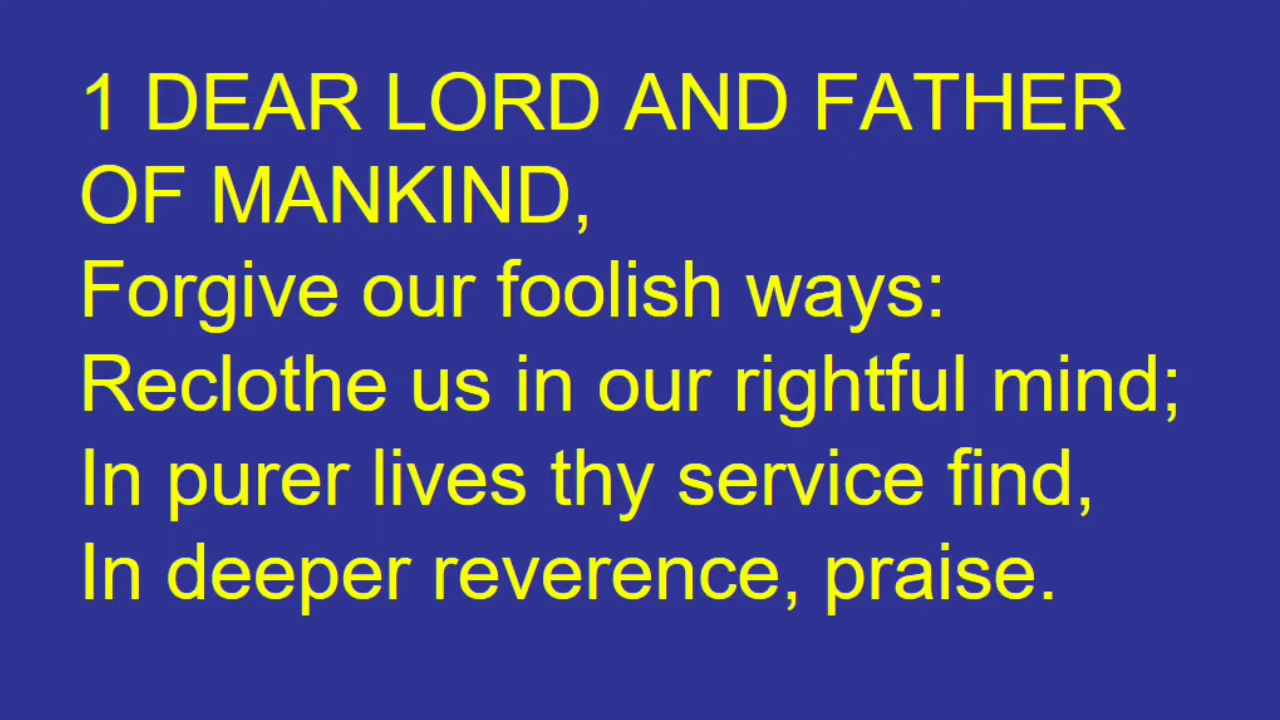 1 DEAR LORD AND FATHER
OF MANKIND,
Forgive our foolish ways:
Reclothe us in our rightful mind;
In purer lives thy service find,
In deeper reverence, praise.